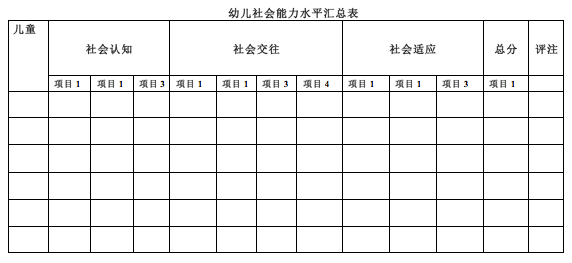 幼儿社会能力水平汇总表
儿童 社会认知 社会交往 社会适应 总分 评注
项目 1 项目 1 项目 3 项目 1 项目 1 项目 3 项目 4 项目 1 项目 1 项目 3 项目 1